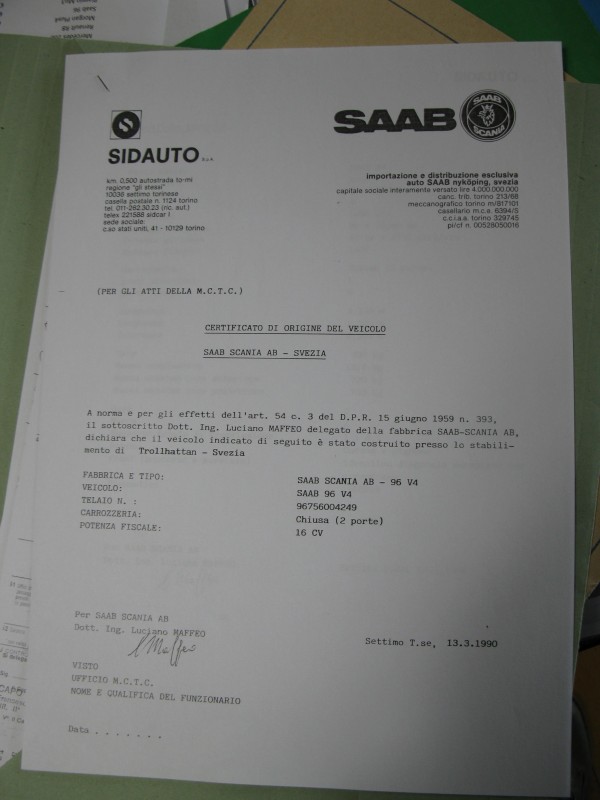 SIDAUTO S.p.A.
km. 0,500 autostrada to-mi
regione "gli stessi"
10036 settimo torinese
casella postale n. 1124 torino
tel. 011-262.30.23 (ric. aut.)
telex 221588 sidcar I
sede sociale:
c.so stati uniti, 41 - 10129 torino
SAAB
SAAB
SCANIA
importazione e distribuzione esclusiva
auto SAAB nyköping, svezia
capitale sociale interamente versato lire 4.000.000.000
canc. trib. torino 213/68
meccanografico torino m/817101
casellario m.c.e. 6394/S
c.c.i.a.a. torino 329745
pi/cf n. 00528050016
(PER GLI ATTI DELLA M.C.T.C.)
CERTIFICATO DI ORIGINE DEL VEICOLO
SAAB SCANIA AB - SVEZIA
A norma e per gli effetti dell'art. 54 c. 3 del D.P.R. 15 giugno 1959 n. 393,
il sottoscritto Dott. Ing. Luciano MAFFEO delegato della fabbrica SAAB-SCANIA AB,
dichiara che il veicolo indicato di seguito è stato costruito presso lo stabili-
mento di Trollhattan - Svezia
FABBRICA E TIPO: SAAB SCANIA AB - 96 V4
VEICOLO: SAAB 96 V4
TELAIO N. : 96756004249
CARROZZERIA: Chiusa (2 porte)
POTENZA FISCALE: 16 CV
Per SAAB SCANIA AB
Dott. Ing. Luciano MAFFEO
Settimo T.se, 13.3.1990
VISTO
UFFICIO M.C.T.C.
NOME E QUALIFICA DEL FUNZIONARIO
Data . . . . . . .